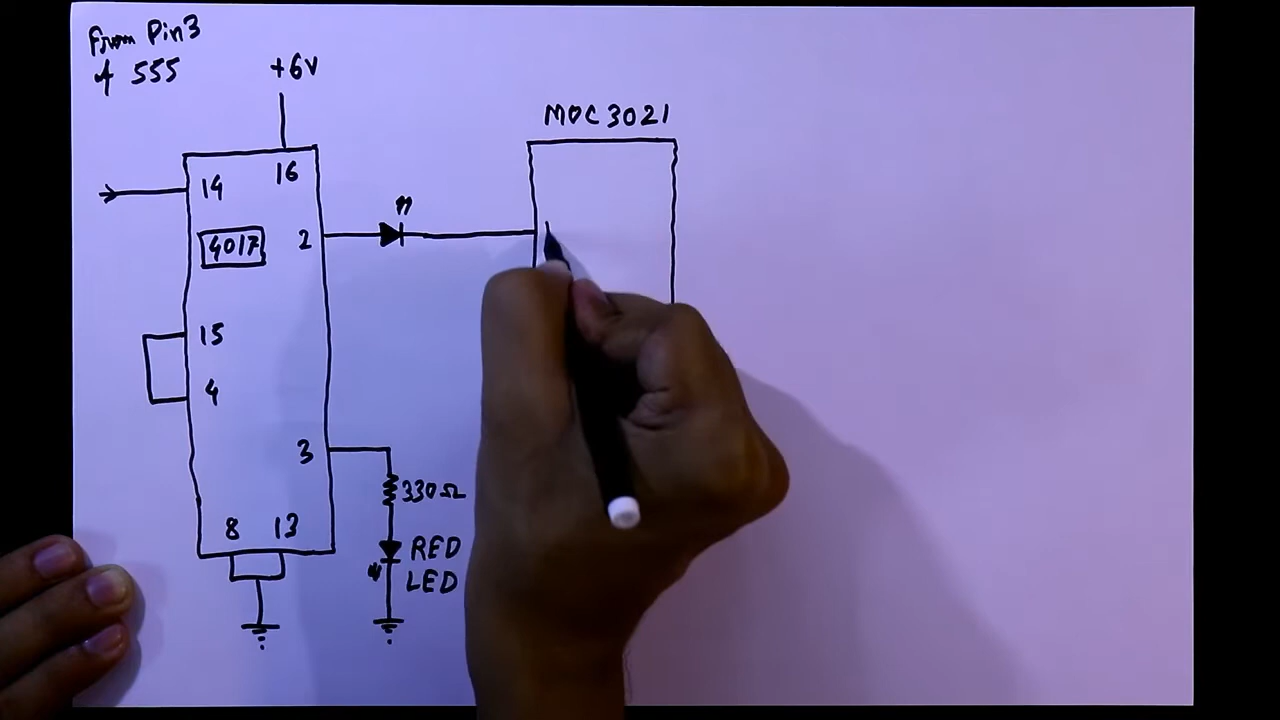 From Pin3
of 555
+6V
MOC 3021
14
16
4017
2
15
4
3
330Ω
8
13
RED
LED